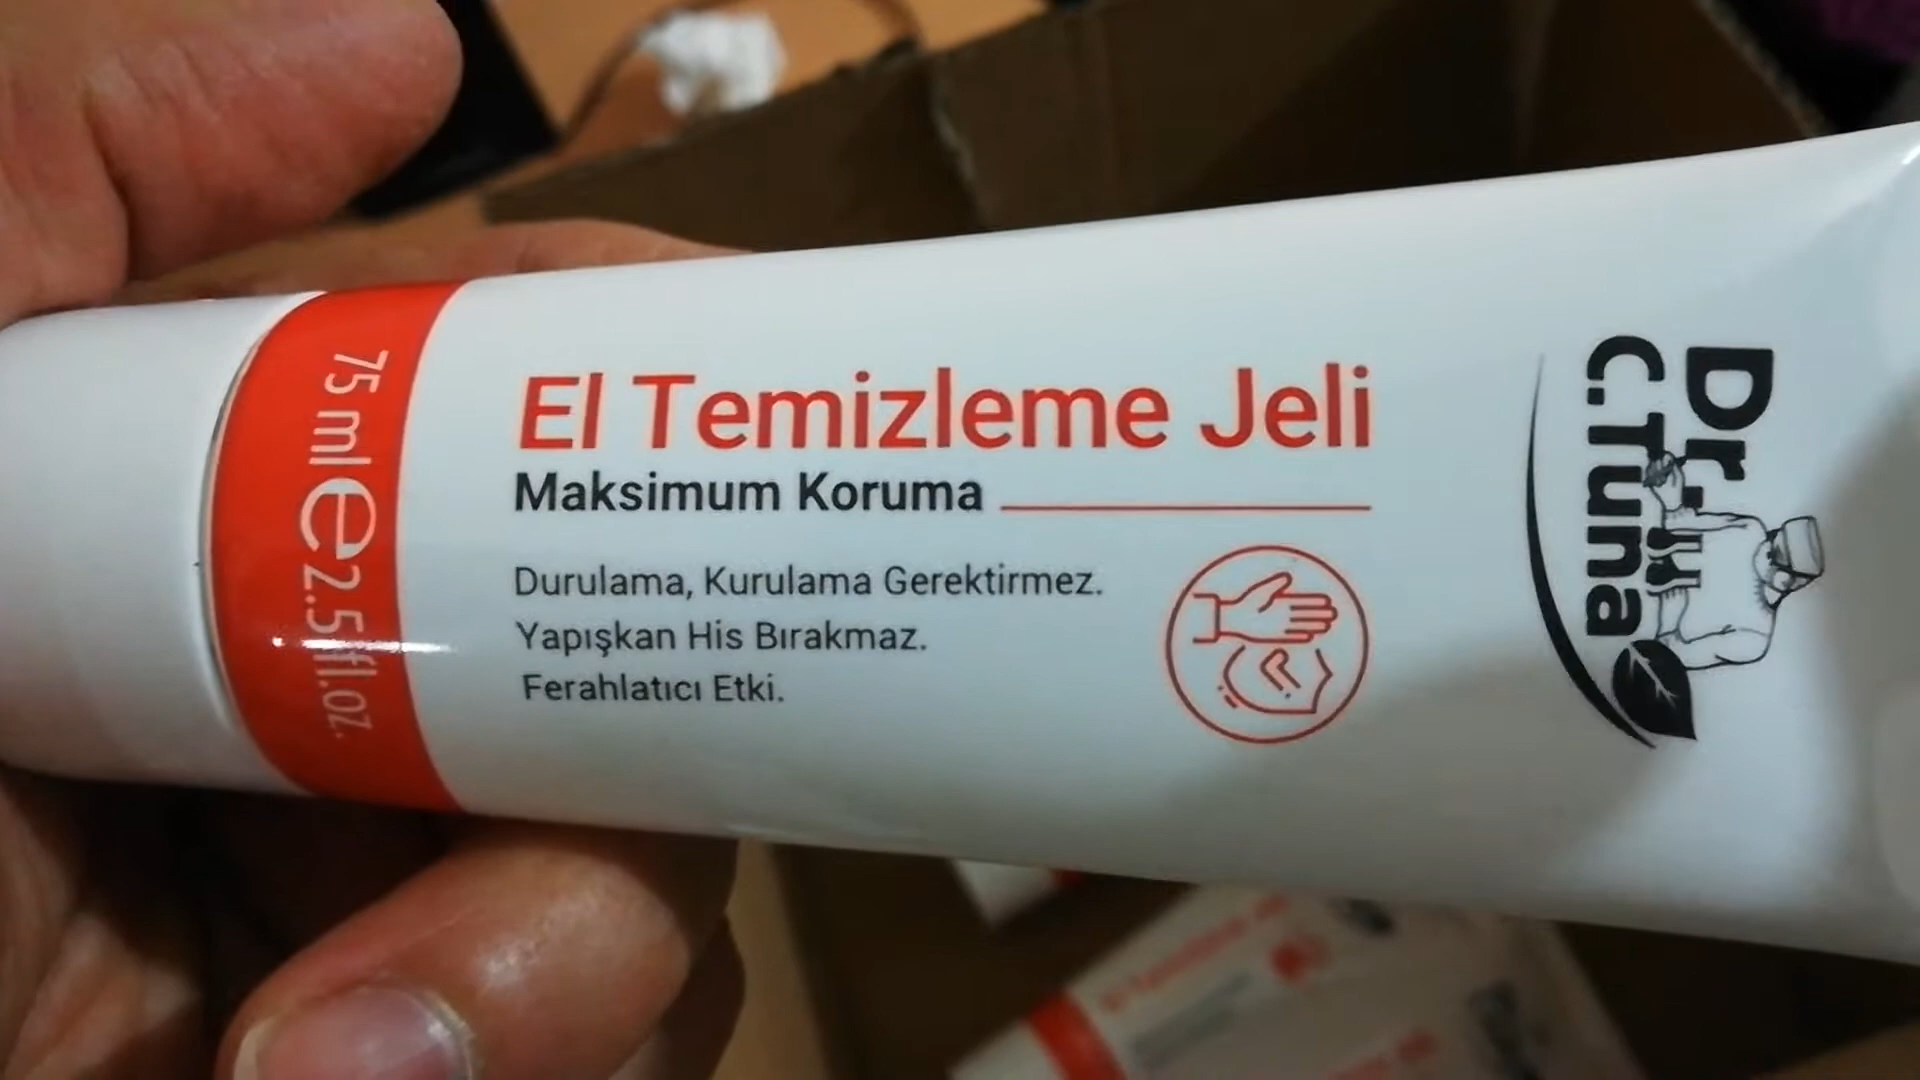 El Temizleme Jeli
Maksimum Koruma
Durulama, Kurulama Gerektirmez.
Yapışkan His Bırakmaz.
Ferahlatıcı Etki.
75 ml e 2.5 fl.oz.
Dr.
C.Tuna